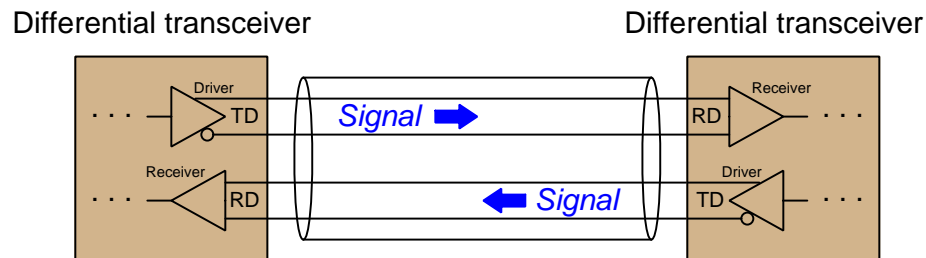 Differential transceiver Differential transceiver
Driver Receiver
· · · TD Signal RD · · ·
Receiver Driver
· · · RD Signal TD · · ·